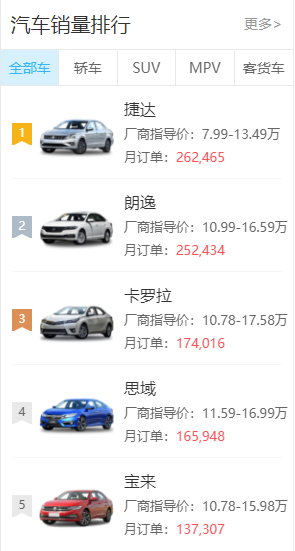 汽车销量排行 更多>
全部车 轿车 SUV MPV 客货车
1
捷达
厂商指导价：7.99-13.49万
月订单：262,465
2
朗逸
厂商指导价：10.99-16.59万
月订单：252,434
3
卡罗拉
厂商指导价：10.78-17.58万
月订单：174,016
4
思域
厂商指导价：11.59-16.99万
月订单：165,948
5
宝来
厂商指导价：10.78-15.98万
月订单：137,307